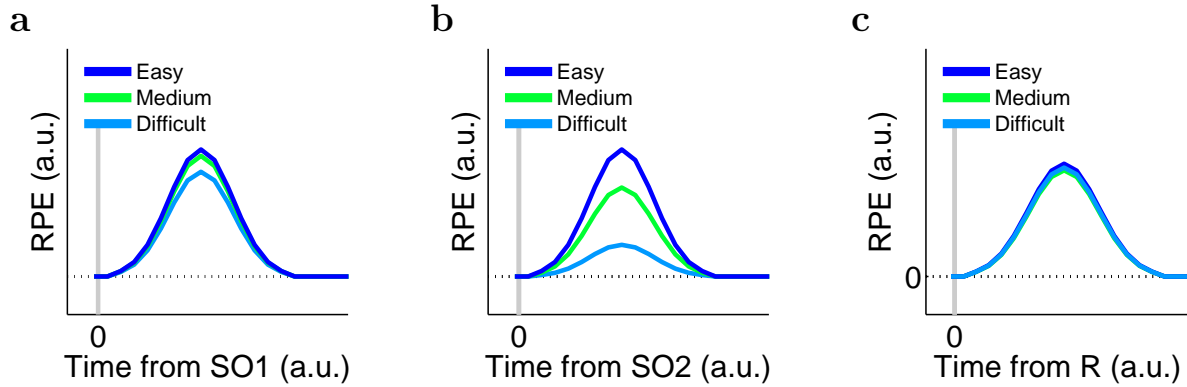 a
Easy
Medium
Difficult
RPE (a.u.)
0
Time from SO1 (a.u.)
b
Easy
Medium
Difficult
RPE (a.u.)
0
Time from SO2 (a.u.)
c
Easy
Medium
Difficult
RPE (a.u.)
0
0
Time from R (a.u.)